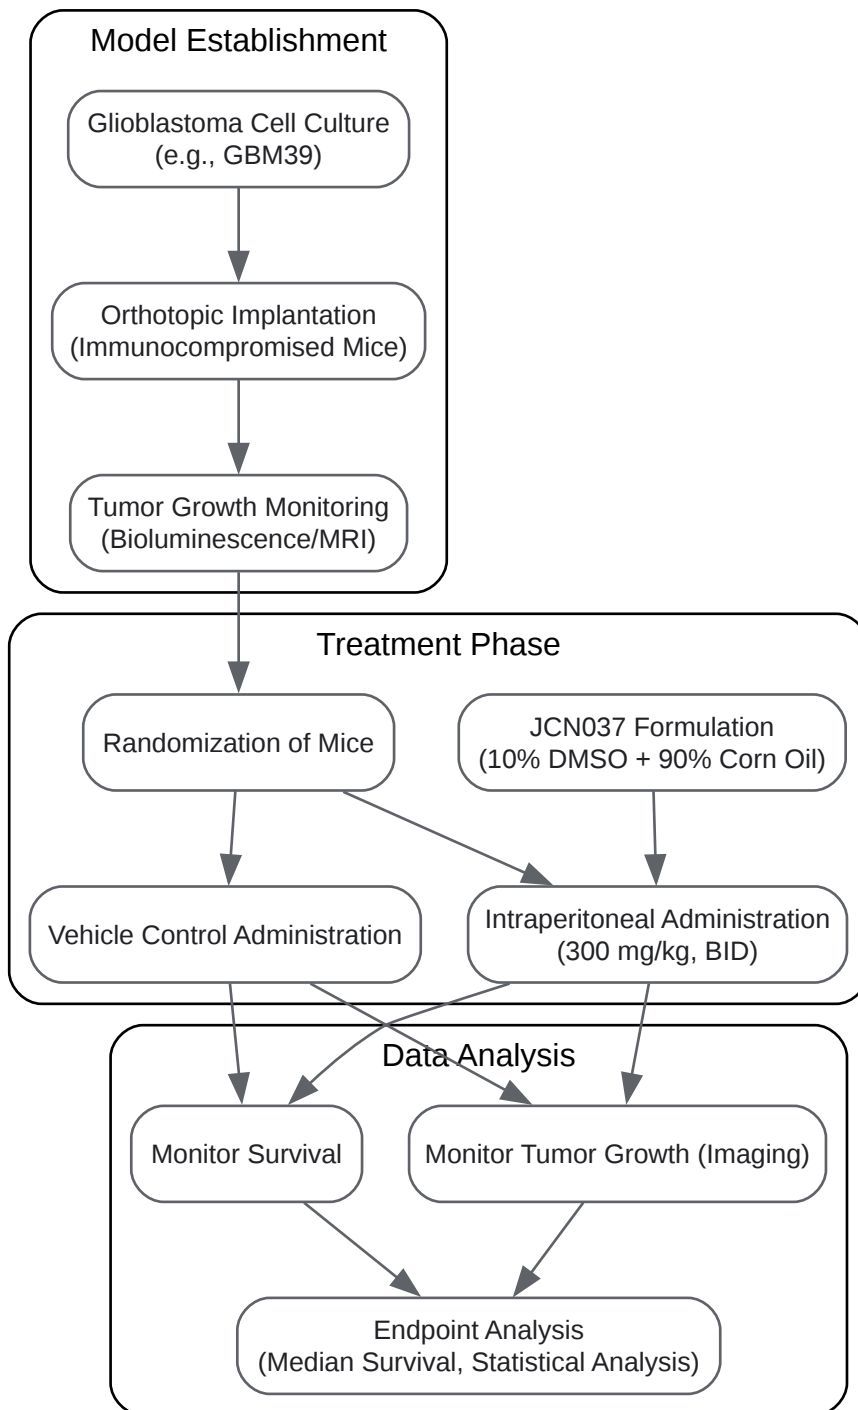 Model Establishment
Glioblastoma Cell Culture
(e.g., GBM39)
Orthotopic Implantation
(Immunocompromised Mice)
Tumor Growth Monitoring
(Bioluminescence/MRI)
Treatment Phase
Randomization of Mice
JCN037 Formulation
(10% DMSO + 90% Corn Oil)
Vehicle Control Administration
Intraperitoneal Administration
(300 mg/kg, BID)
Data Analysis
Monitor Survival
Monitor Tumor Growth (Imaging)
Endpoint Analysis
(Median Survival, Statistical Analysis)